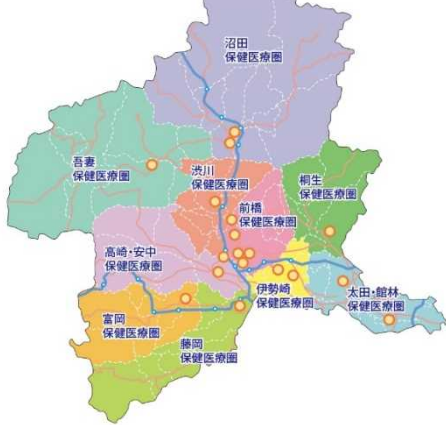 沼田
保健医療圏
吾妻
保健医療圏
渋川
保健医療圏
桐生
保健医療圏
前橋
保健医療圏
高崎・安中
保健医療圏
伊勢崎
保健医療圏
太田・館林
保健医療圏
富岡
保健医療圏
藤岡
保健医療圏